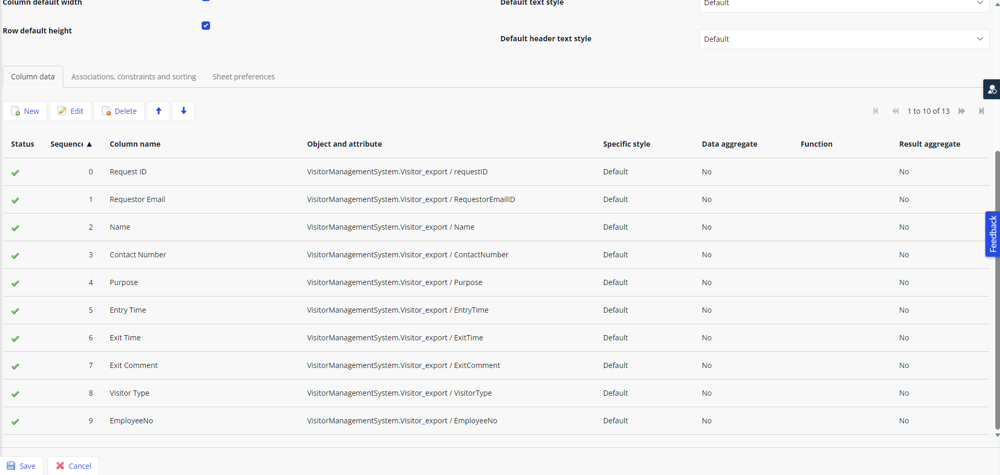 Column default width
Default text style
Default
Row default height
Default header text style
Default
Column data
Associations, constraints and sorting
Sheet preferences
New
Edit
Delete
1 to 10 of 13
Status Sequence ▲ Column name Object and attribute Specific style Data aggregate Function Result aggregate
0 Request ID VisitorManagementSystem.Visitor_export / requestID Default No No
1 Requestor Email VisitorManagementSystem.Visitor_export / RequestorEmailID Default No No
2 Name VisitorManagementSystem.Visitor_export / Name Default No No
3 Contact Number VisitorManagementSystem.Visitor_export / ContactNumber Default No No
4 Purpose VisitorManagementSystem.Visitor_export / Purpose Default No No
5 Entry Time VisitorManagementSystem.Visitor_export / EntryTime Default No No
6 Exit Time VisitorManagementSystem.Visitor_export / ExitTime Default No No
7 Exit Comment VisitorManagementSystem.Visitor_export / ExitComment Default No No
8 Visitor Type VisitorManagementSystem.Visitor_export / VisitorType Default No No
9 EmployeeNo VisitorManagementSystem.Visitor_export / EmployeeNo Default No No
Feedback
Save
Cancel